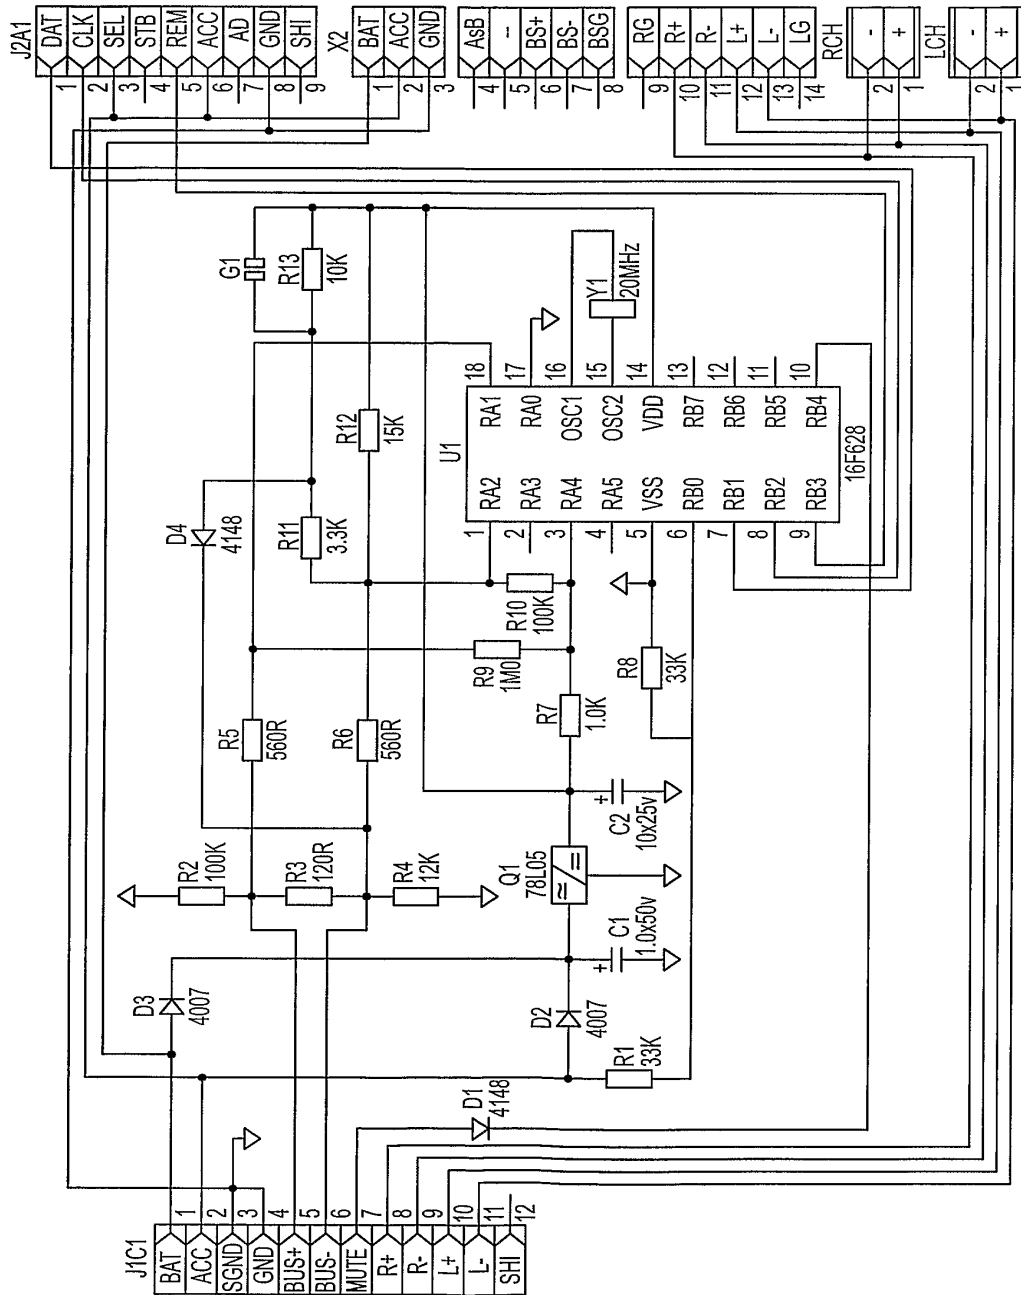 J2A1
DAT
CLK
SEL
STB
REM
ACC
AD
GND
SHI
1
2
3
4
5
6
7
8
9
X2
BAT
ACC
GND
1
2
3
AsB
--
BS+
BS-
BSG
4
5
6
7
8
RG
R+
R-
L+
L-
LG
9
10
11
12
13
14
RCH
-
+
2
1
LCH
-
+
2
1
G1
R13
10K
R12
15K
Y1
20MHz
D4
4148
R11
3.3K
U1
18
17
16
15
14
13
12
11
10
RA1
RA0
OSC1
OSC2
VDD
RB7
RB6
RB5
RB4
RA2
RA3
RA4
RA5
VSS
RB0
RB1
RB2
RB3
16F628
1
2
3
4
5
6
7
8
9
R10
100K
R9
1M0
R8
33K
R7
1.0K
R5
560R
R6
560R
C2
+
10x25v
R2
100K
R3
120R
R4
12K
Q1
78L05
C1
+
1.0x50v
D3
4007
D2
4007
R1
33K
D1
4148
J1C1
BAT
ACC
SGND
GND
BUS+
BUS-
MUTE
R+
R-
L+
L-
SHI
1
2
3
4
5
6
7
8
9
10
11
12